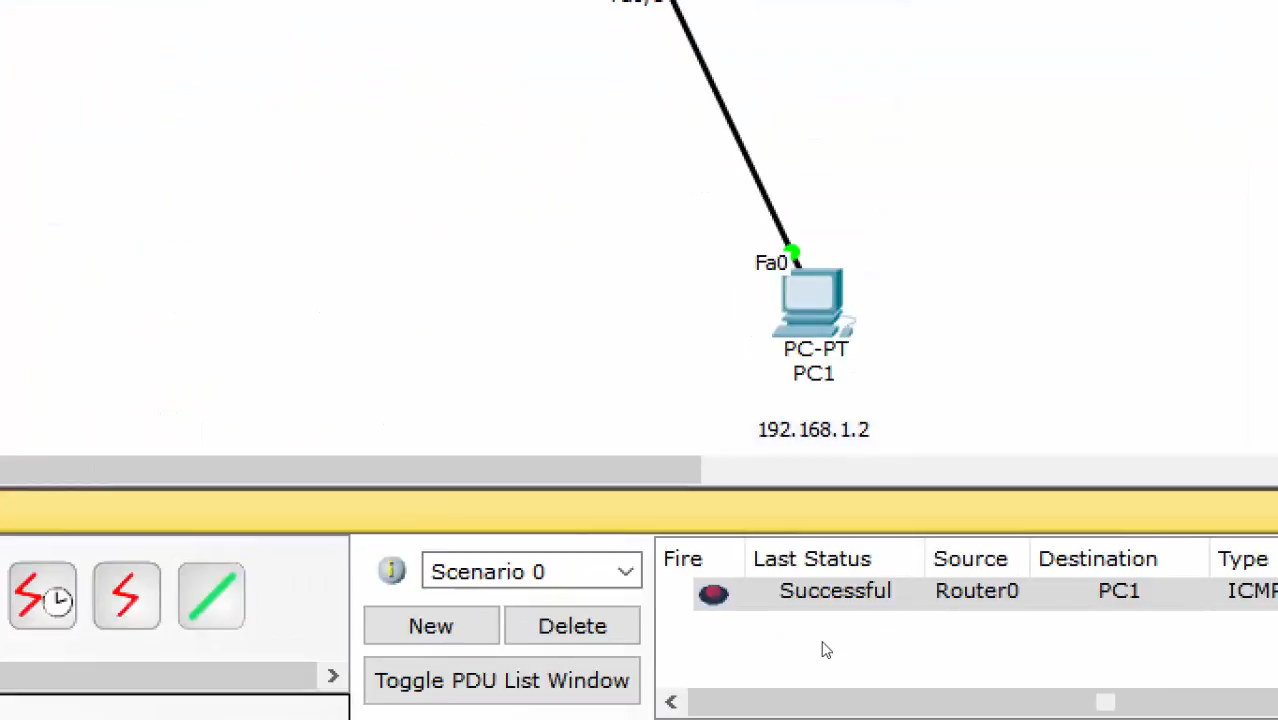 Fa0
PC-PT
PC1
192.168.1.2
Scenario 0
New
Delete
Toggle PDU List Window
Fire
Last Status
Source
Destination
Type
Successful
Router0
PC1
ICMP